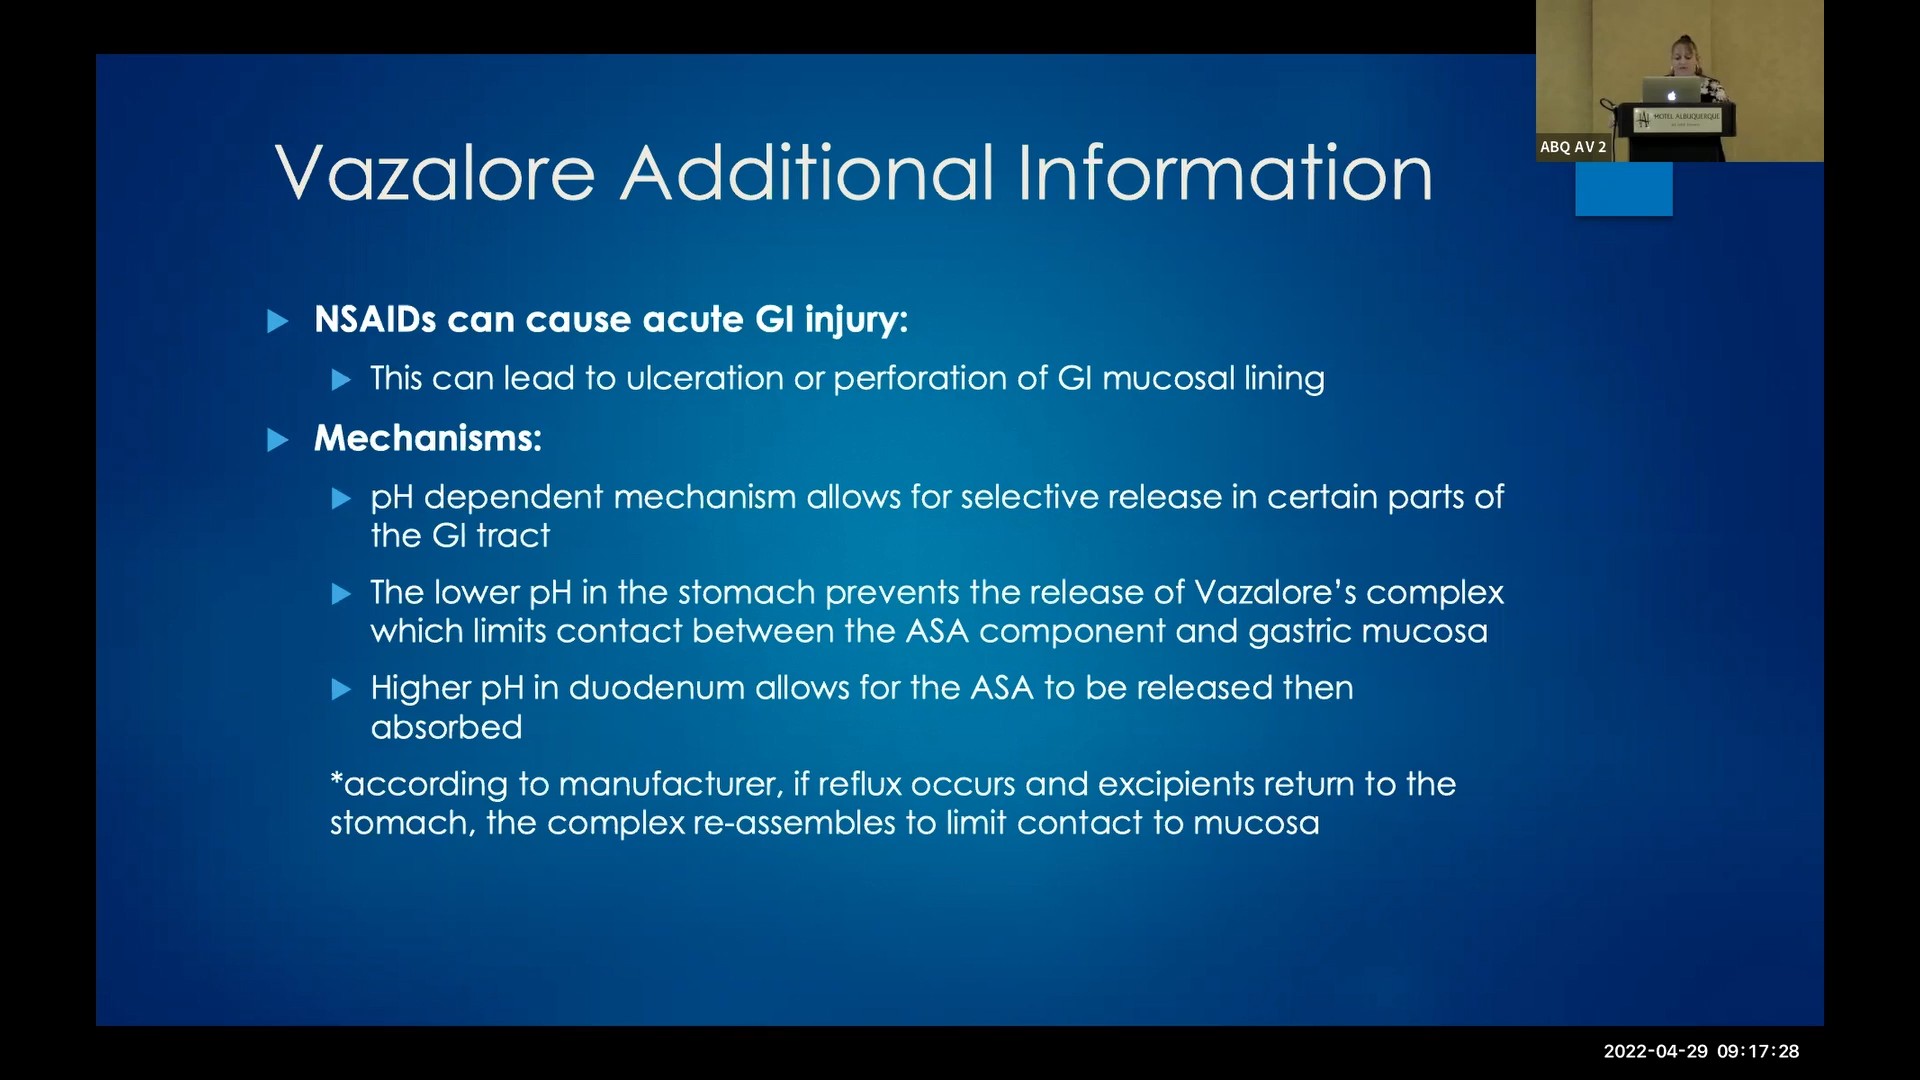 Vazalore Additional Information
NSAIDs can cause acute GI injury:
This can lead to ulceration or perforation of GI mucosal lining
Mechanisms:
pH dependent mechanism allows for selective release in certain parts of
the GI tract
The lower pH in the stomach prevents the release of Vazalore’s complex
which limits contact between the ASA component and gastric mucosa
Higher pH in duodenum allows for the ASA to be released then
absorbed
*according to manufacturer, if reflux occurs and excipients return to the
stomach, the complex re-assembles to limit contact to mucosa
MOTEL ALBUQUERQUE
ABQ AV 2
2022-04-29 09:17:28